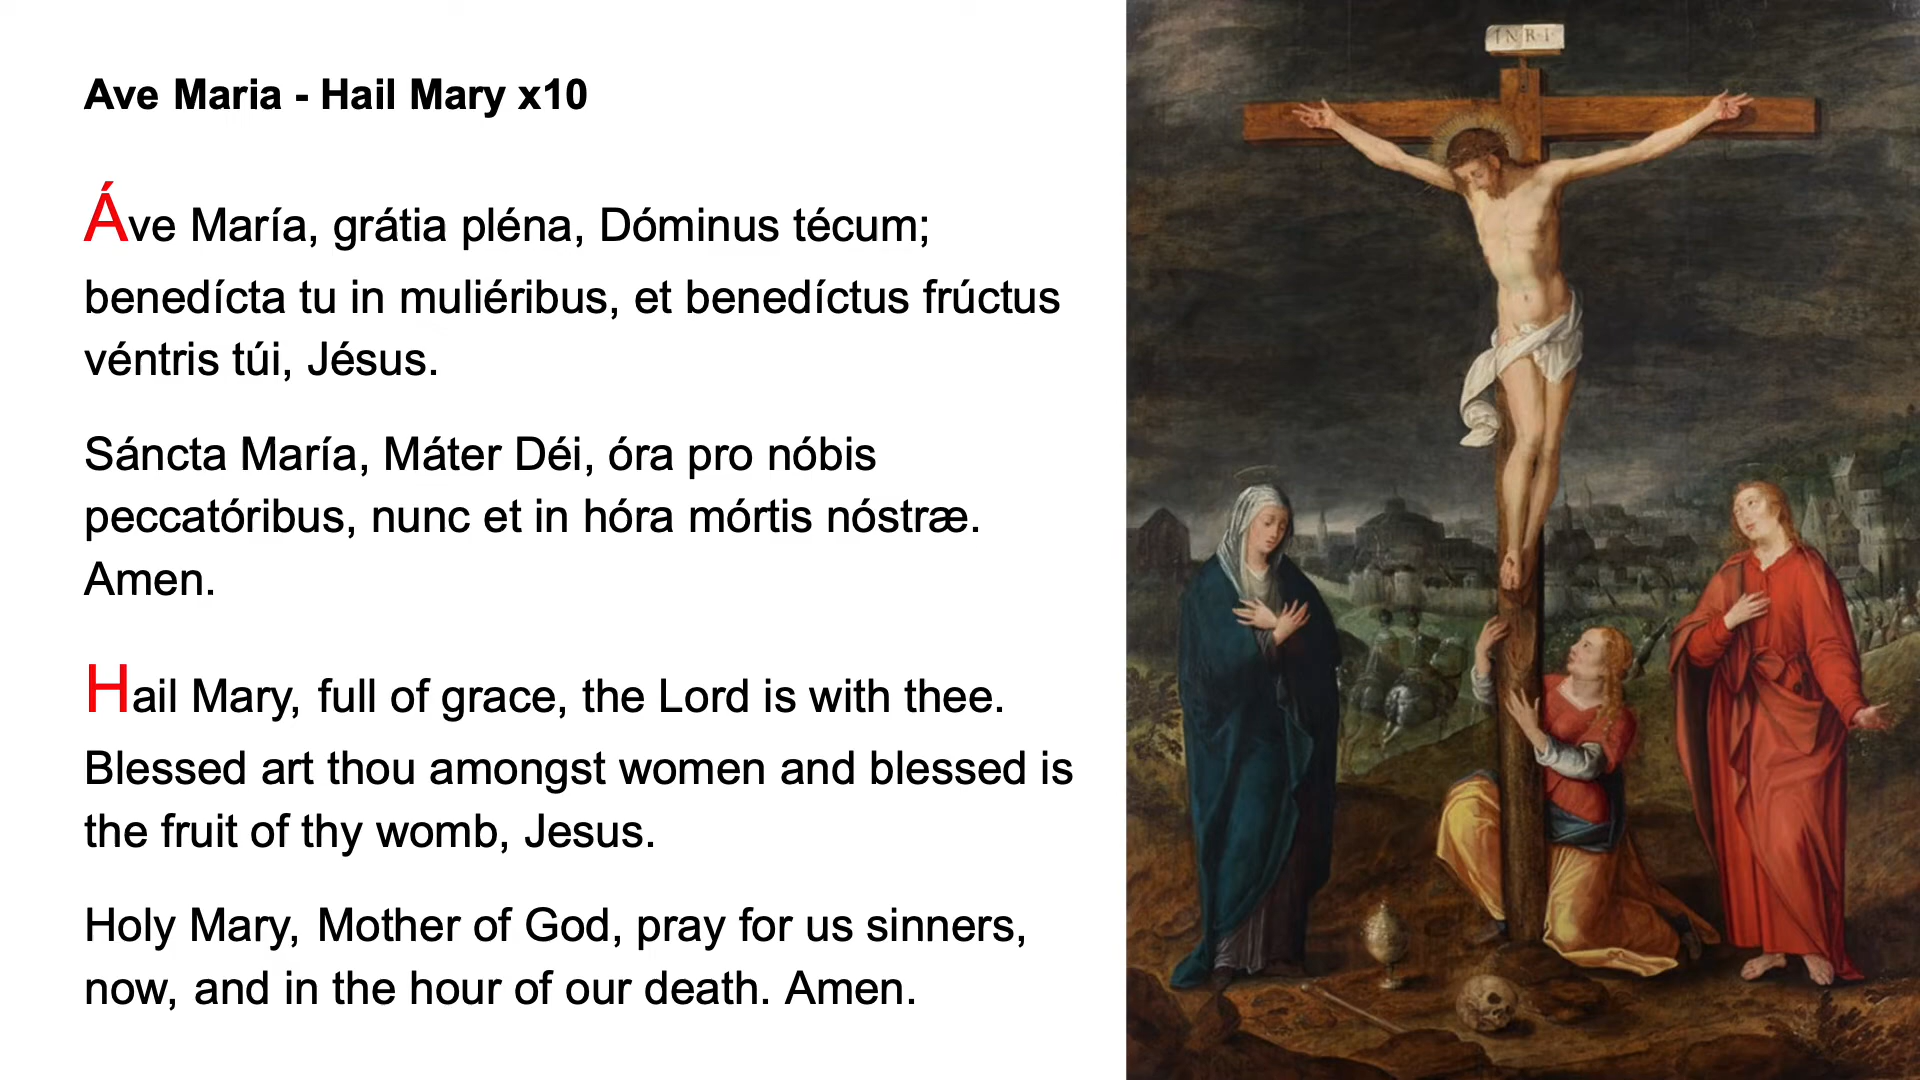 Ave Maria - Hail Mary x10
Áve María, grátia pléna, Dóminus técum;
benedícta tu in muliéribus, et benedíctus frúctus
véntris túi, Jésus.
Sáncta María, Máter Déi, óra pro nóbis
peccatóribus, nunc et in hóra mórtis nóstræ.
Amen.
Hail Mary, full of grace, the Lord is with thee.
Blessed art thou amongst women and blessed is
the fruit of thy womb, Jesus.
Holy Mary, Mother of God, pray for us sinners,
now, and in the hour of our death. Amen.
I N R I